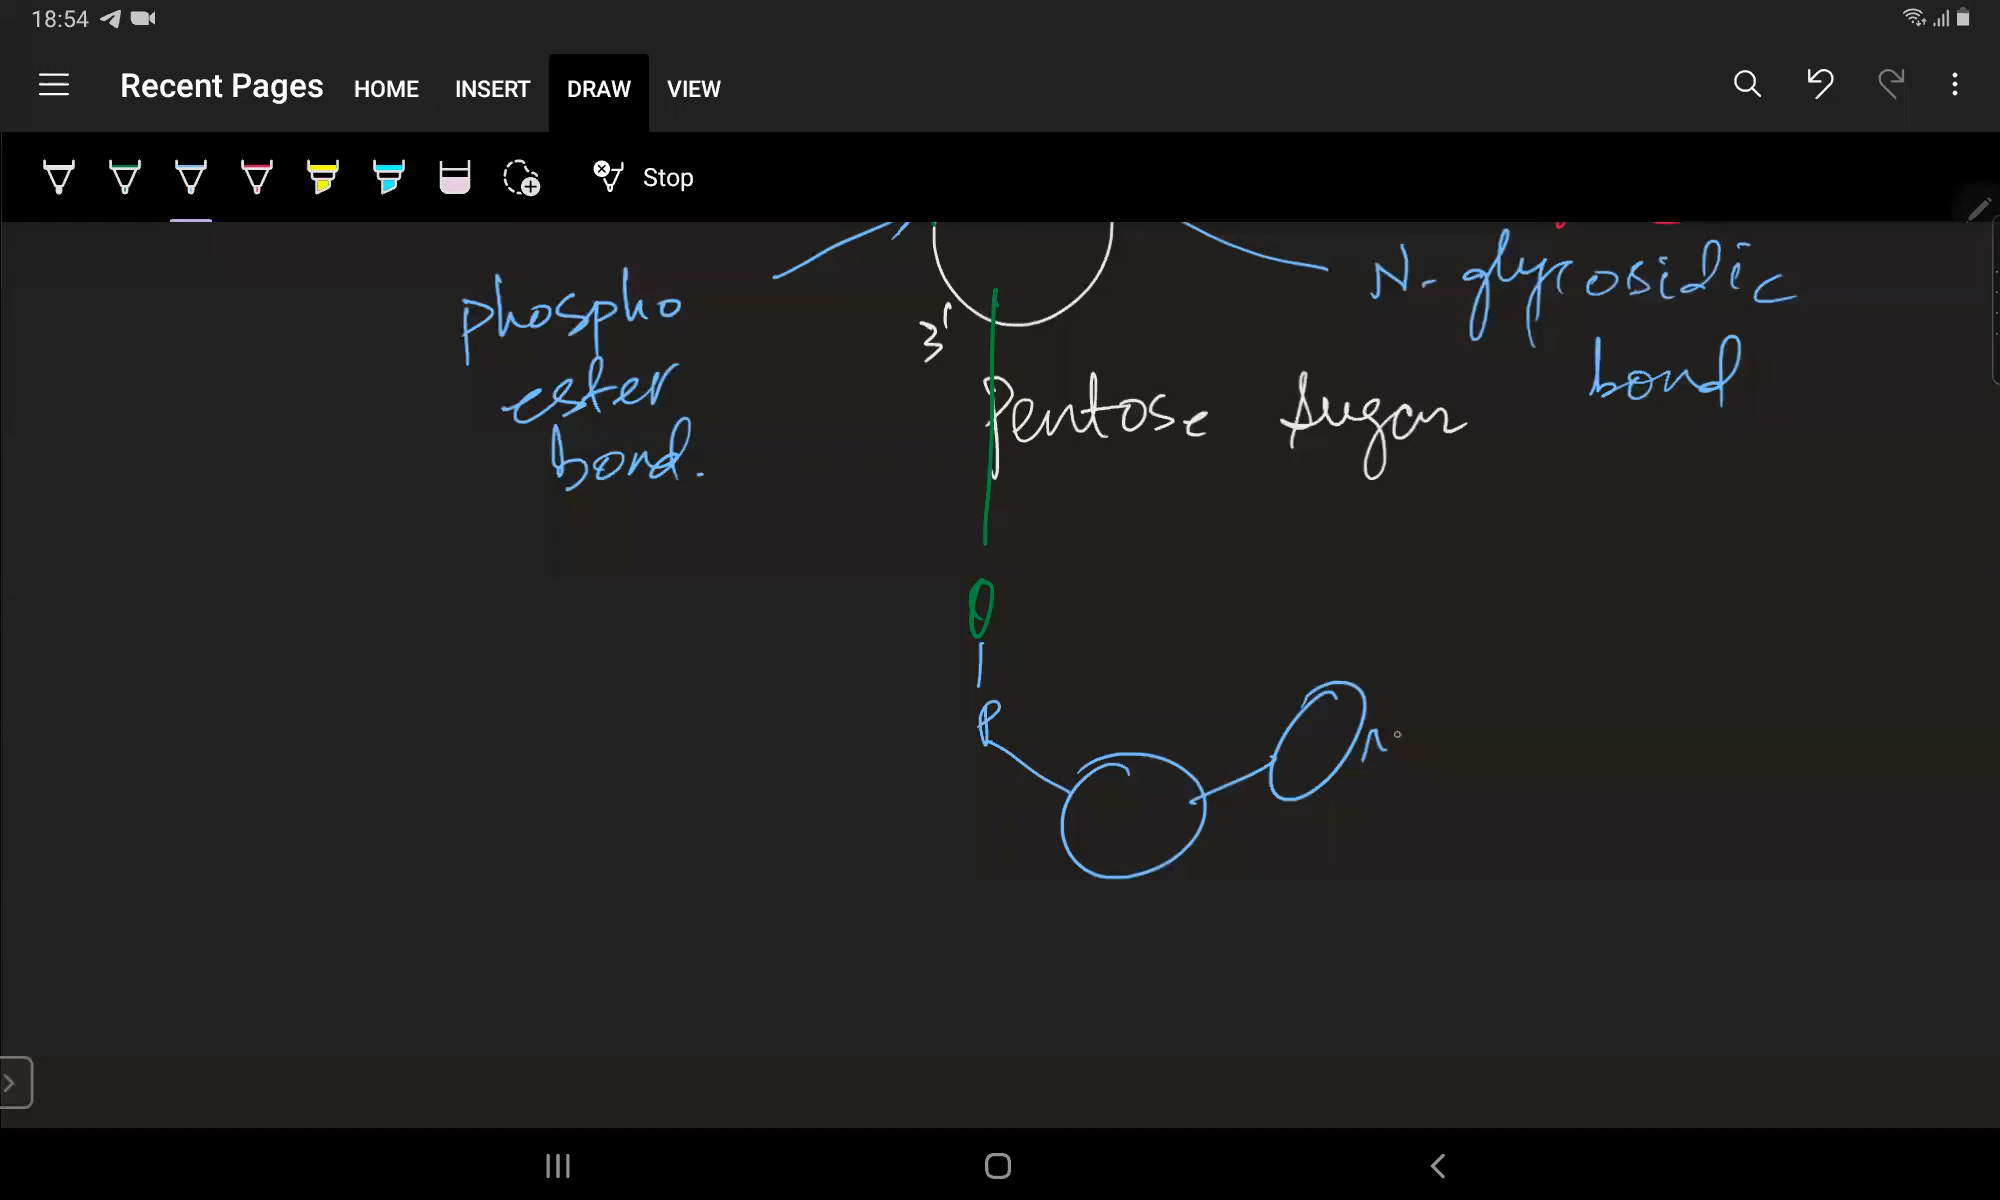 18:54
Recent Pages HOME INSERT DRAW VIEW
Stop
phospho
ester
bond.
N-glycosidic
bond
3'
Pentose Sugar
O
P
N